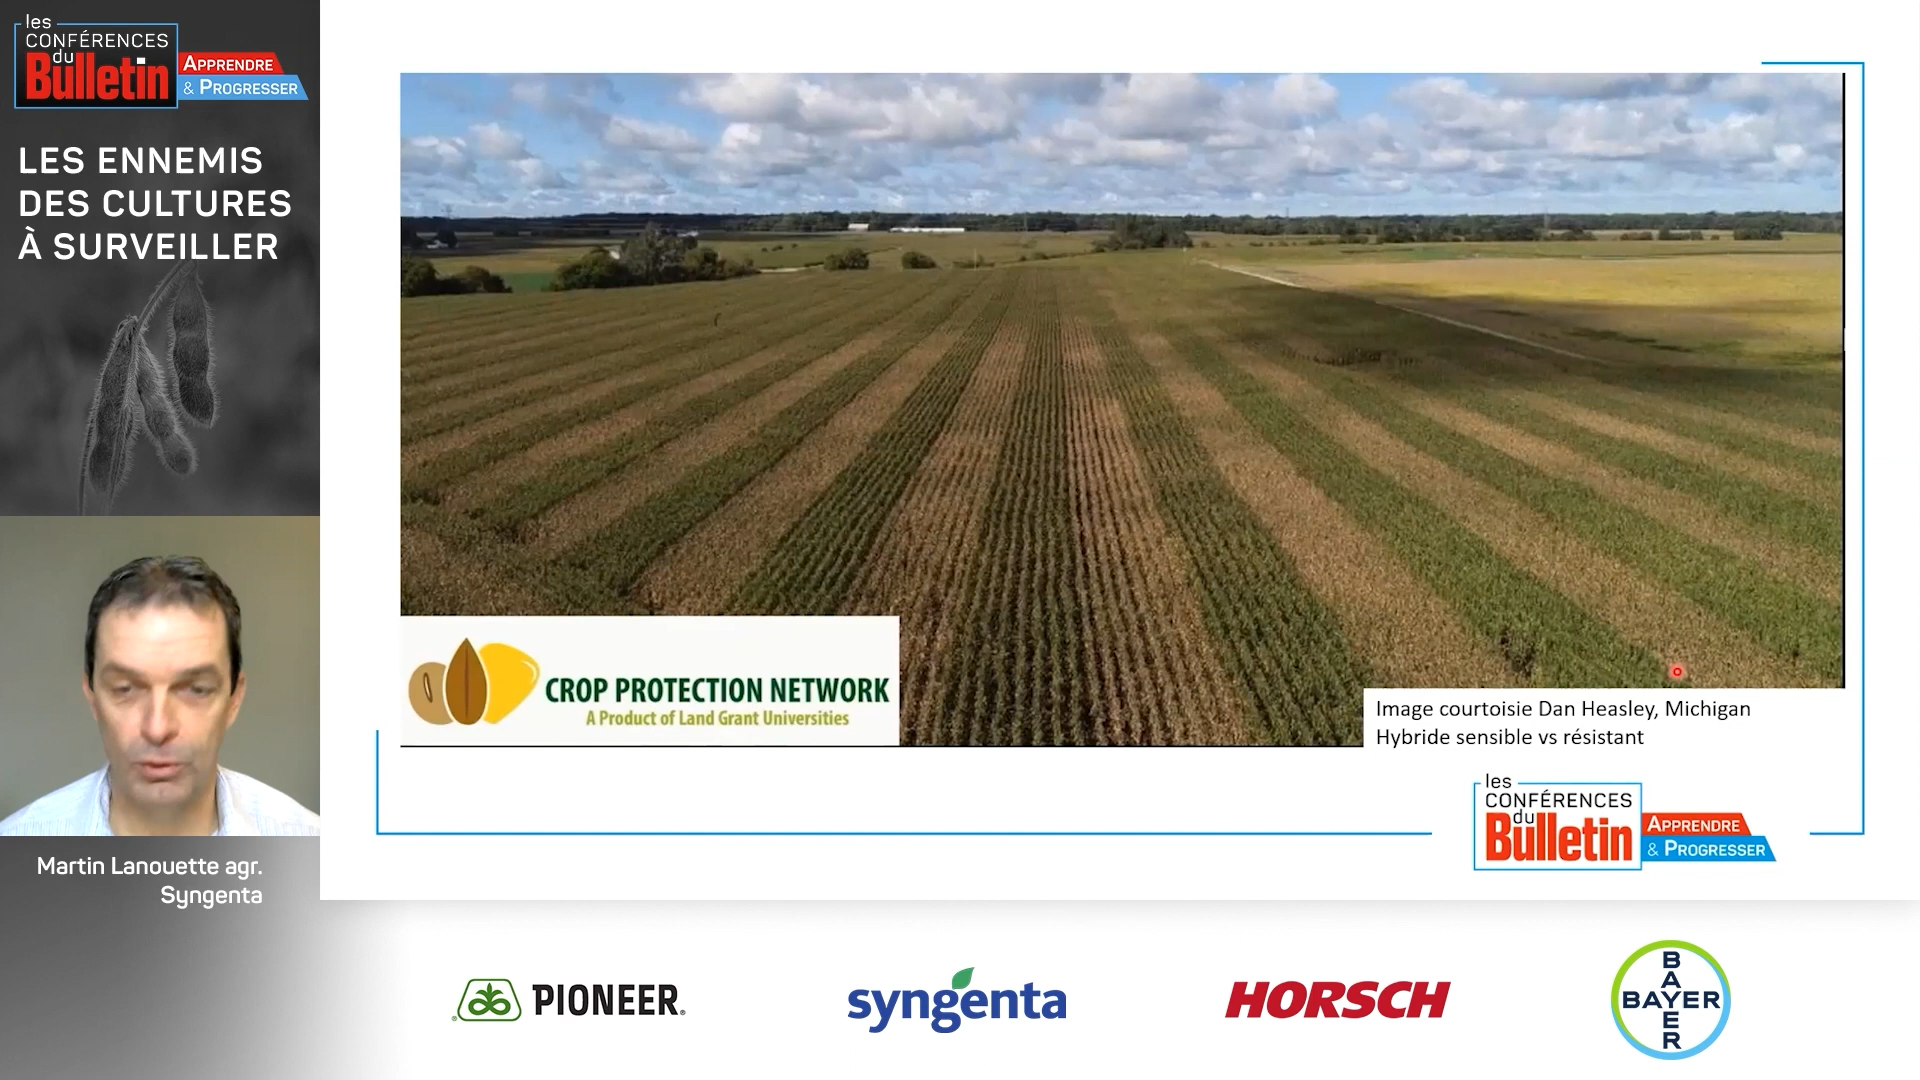 les
CONFÉRENCES
du
Bulletin
APPRENDRE
& PROGRESSER
LES ENNEMIS
DES CULTURES
À SURVEILLER
Martin Lanouette agr.
Syngenta
CROP PROTECTION NETWORK
A Product of Land Grant Universities
Image courtoisie Dan Heasley, Michigan
Hybride sensible vs résistant
les
CONFÉRENCES
du
Bulletin
APPRENDRE
& PROGRESSER
PIONEER®
syngenta
HORSCH
BAYER
BAYER